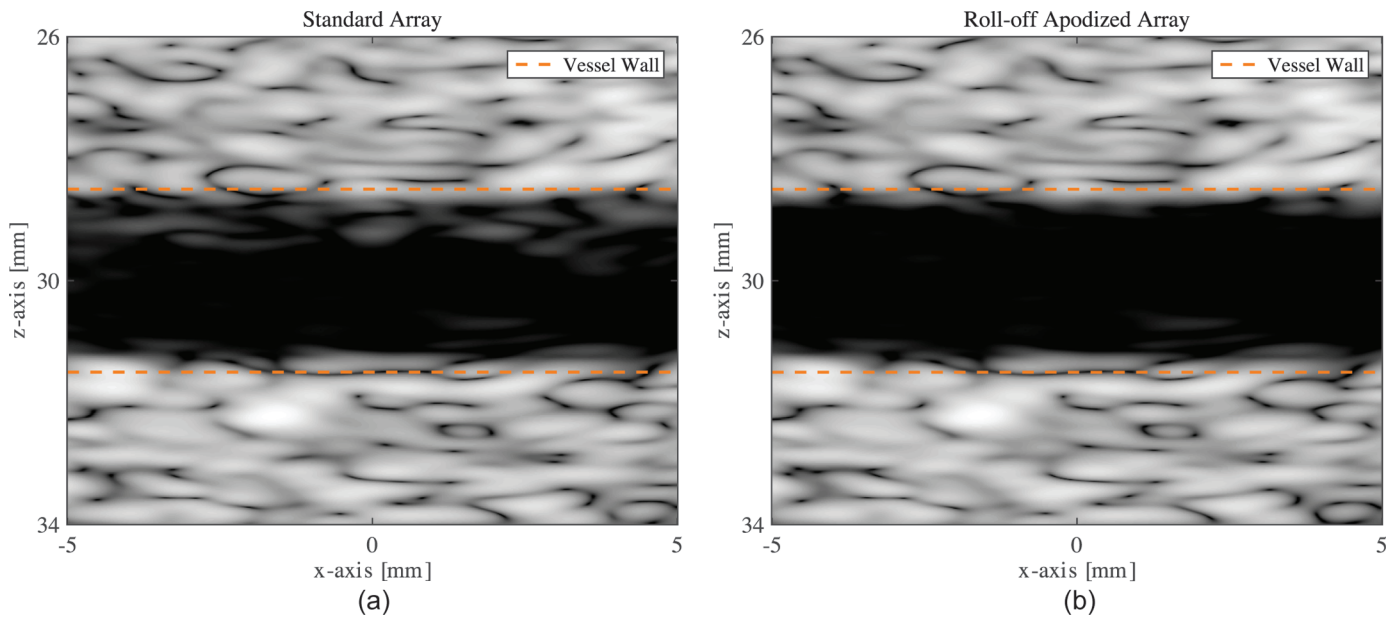 Standard Array
26
Vessel Wall
30
z-axis [mm]
34
-5
0
5
x-axis [mm]
(a)
Roll-off Apodized Array
26
Vessel Wall
30
z-axis [mm]
34
-5
0
5
x-axis [mm]
(b)